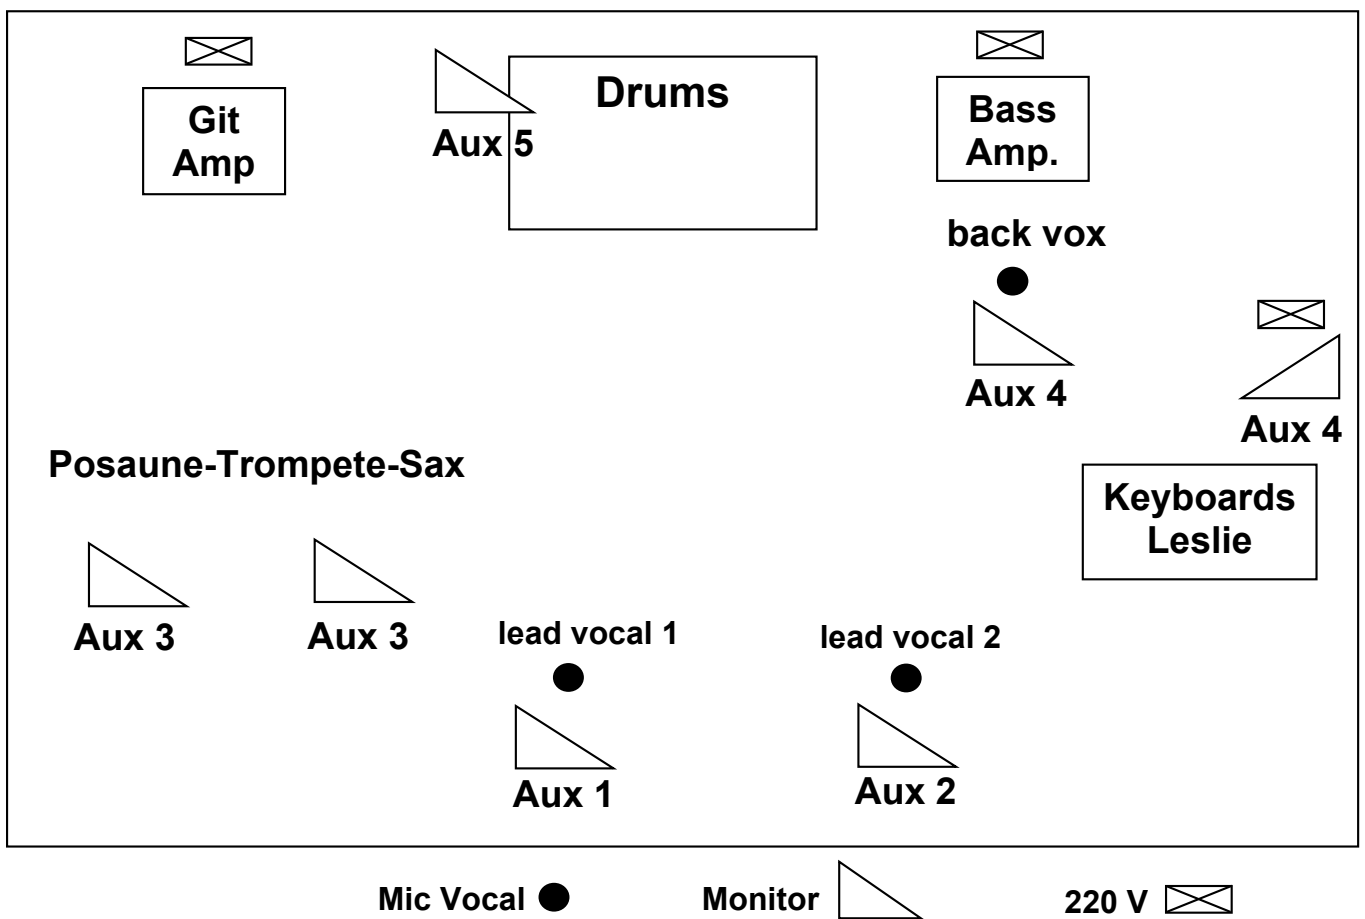 Drums
Git
Amp
Aux 5
Bass
Amp.
back vox
Aux 4
Aux 4
Posaune-Trompete-Sax
Keyboards
Leslie
Aux 3
Aux 3
lead vocal 1
lead vocal 2
Aux 1
Aux 2
Mic Vocal
Monitor
220 V